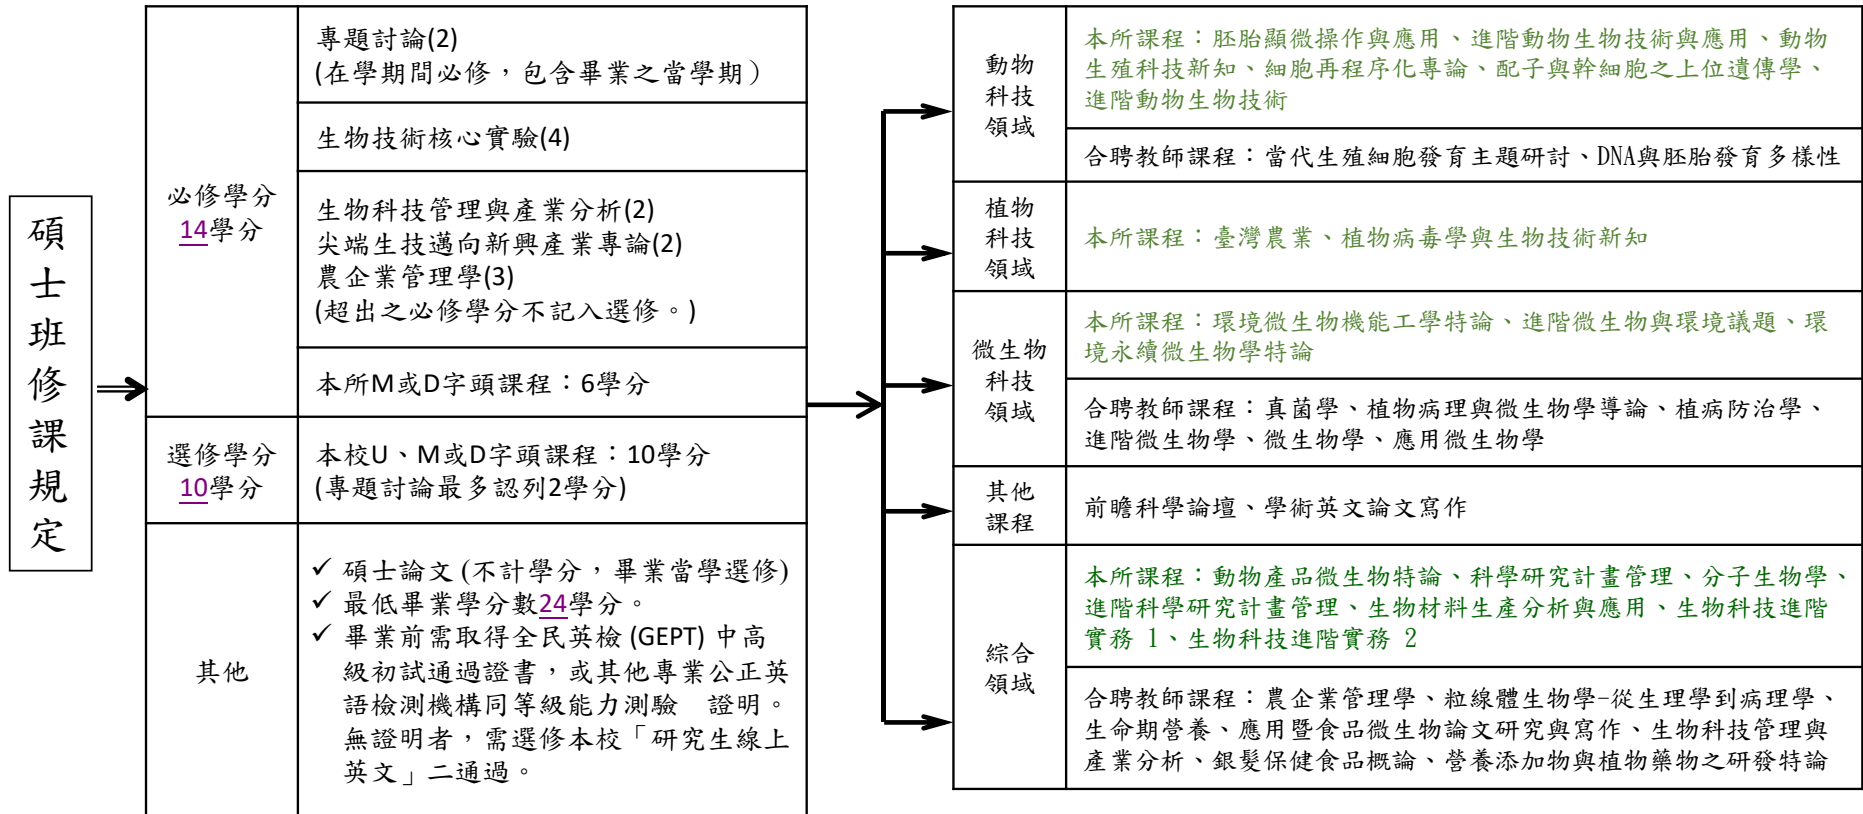 碩士班修課規定
必修學分
14學分
專題討論(2)
(在學期間必修，包含畢業之當學期）
生物技術核心實驗(4)
生物科技管理與產業分析(2)
尖端生技邁向新興產業專論(2)
農企業管理學(3)
(超出之必修學分不記入選修。)
本所M或D字頭課程：6學分
選修學分
10學分
本校U、M或D字頭課程：10學分
(專題討論最多認列2學分)
其他
✓ 碩士論文 (不計學分，畢業當學選修)
✓ 最低畢業學分數24學分。
✓ 畢業前需取得全民英檢 (GEPT) 中高
級初試通過證書，或其他專業公正英
語檢測機構同等級能力測驗　證明。
無證明者，需選修本校「研究生線上
英文」二通過。
動物
科技
領域
本所課程：胚胎顯微操作與應用、進階動物生物技術與應用、動物
生殖科技新知、細胞再程序化專論、配子與幹細胞之上位遺傳學、
進階動物生物技術
合聘教師課程：當代生殖細胞發育主題研討、DNA與胚胎發育多樣性
植物
科技
領域
本所課程：臺灣農業、植物病毒學與生物技術新知
微生物
科技
領域
本所課程：環境微生物機能工學特論、進階微生物與環境議題、環
境永續微生物學特論
合聘教師課程：真菌學、植物病理與微生物學導論、植病防治學、
進階微生物學、微生物學、應用微生物學
其他
課程
前瞻科學論壇、學術英文論文寫作
綜合
領域
本所課程：動物產品微生物特論、科學研究計畫管理、分子生物學、
進階科學研究計畫管理、生物材料生產分析與應用、生物科技進階
實務 1、生物科技進階實務 2
合聘教師課程：農企業管理學、粒線體生物學-從生理學到病理學、
生命期營養、應用暨食品微生物論文研究與寫作、生物科技管理與
產業分析、銀髮保健食品概論、營養添加物與植物藥物之研發特論